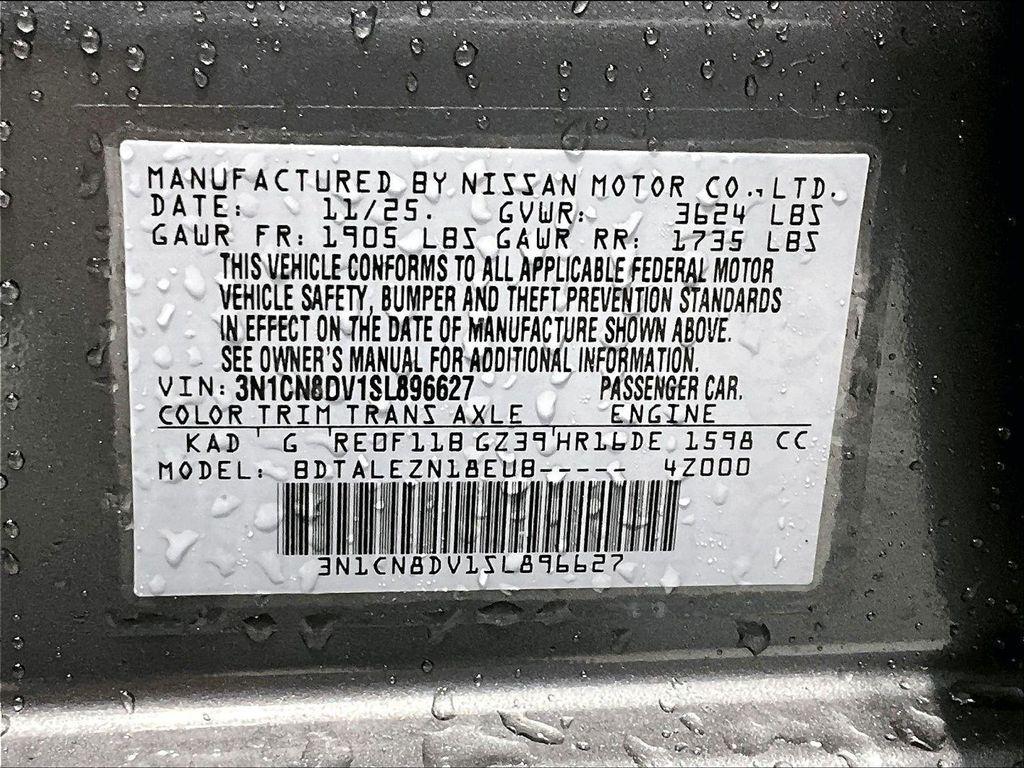 MANUFACTURED BY NISSAN MOTOR CO., LTD.
DATE: 11/25. GVWR: 3624 LBS
GAWR FR: 1905 LBS GAWR RR: 1735 LBS
THIS VEHICLE CONFORMS TO ALL APPLICABLE FEDERAL MOTOR
VEHICLE SAFETY, BUMPER AND THEFT PREVENTION STANDARDS
IN EFFECT ON THE DATE OF MANUFACTURE SHOWN ABOVE.
SEE OWNER'S MANUAL FOR ADDITIONAL INFORMATION.
VIN: 3N1CN8DV1SL896627 PASSENGER CAR.
COLOR TRIM TRANS AXLE ENGINE
KAD ' G 'RE0F11B GZ39'HR16DE 1598 CC
MODEL: BDTALEZN18EUB----- 4Z000
3N1CN8DV1SL896627